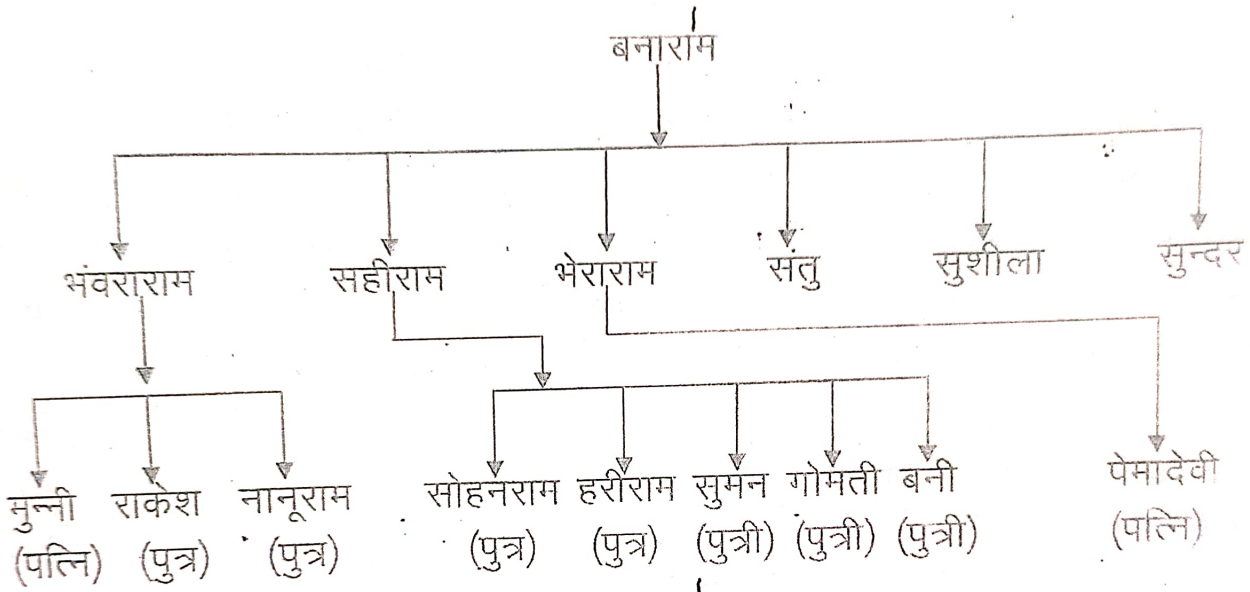 बनाराम
भंवराराम सहीराम भेराराम संतु सुशीला सुन्दर
मुन्नी राकेश नानूराम सोहनराम हरीराम सुमन गोमती बनी पेमादेवी
(पत्नि) (पुत्र) (पुत्र) (पुत्र) (पुत्र) (पुत्री) (पुत्री) (पुत्री) (पत्नि)